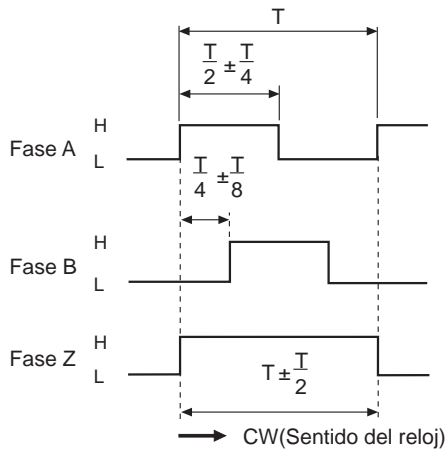 T
T/2 ± T/4
H
Fase A
L
T/4 ± T/8
H
Fase B
L
H
Fase Z
L
T ± T/2
CW(Sentido del reloj)